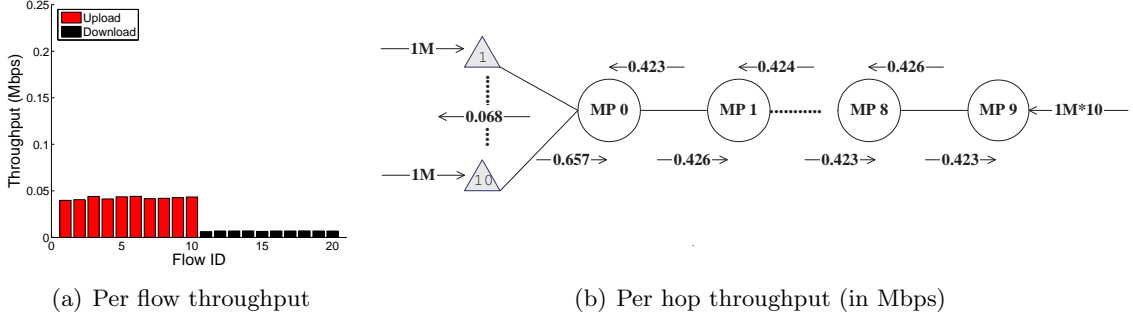 0.25
0.2
0.15
0.1
0.05
0
Throughput (Mbps)
Upload
Download
0 5 10 15 20
Flow ID
(a) Per flow throughput
1M
1
0.068
1M
10
0.423
0.424
0.426
MP 0
MP 1
MP 8
MP 9
1M*10
0.657
0.426
0.423
0.423
(b) Per hop throughput (in Mbps)